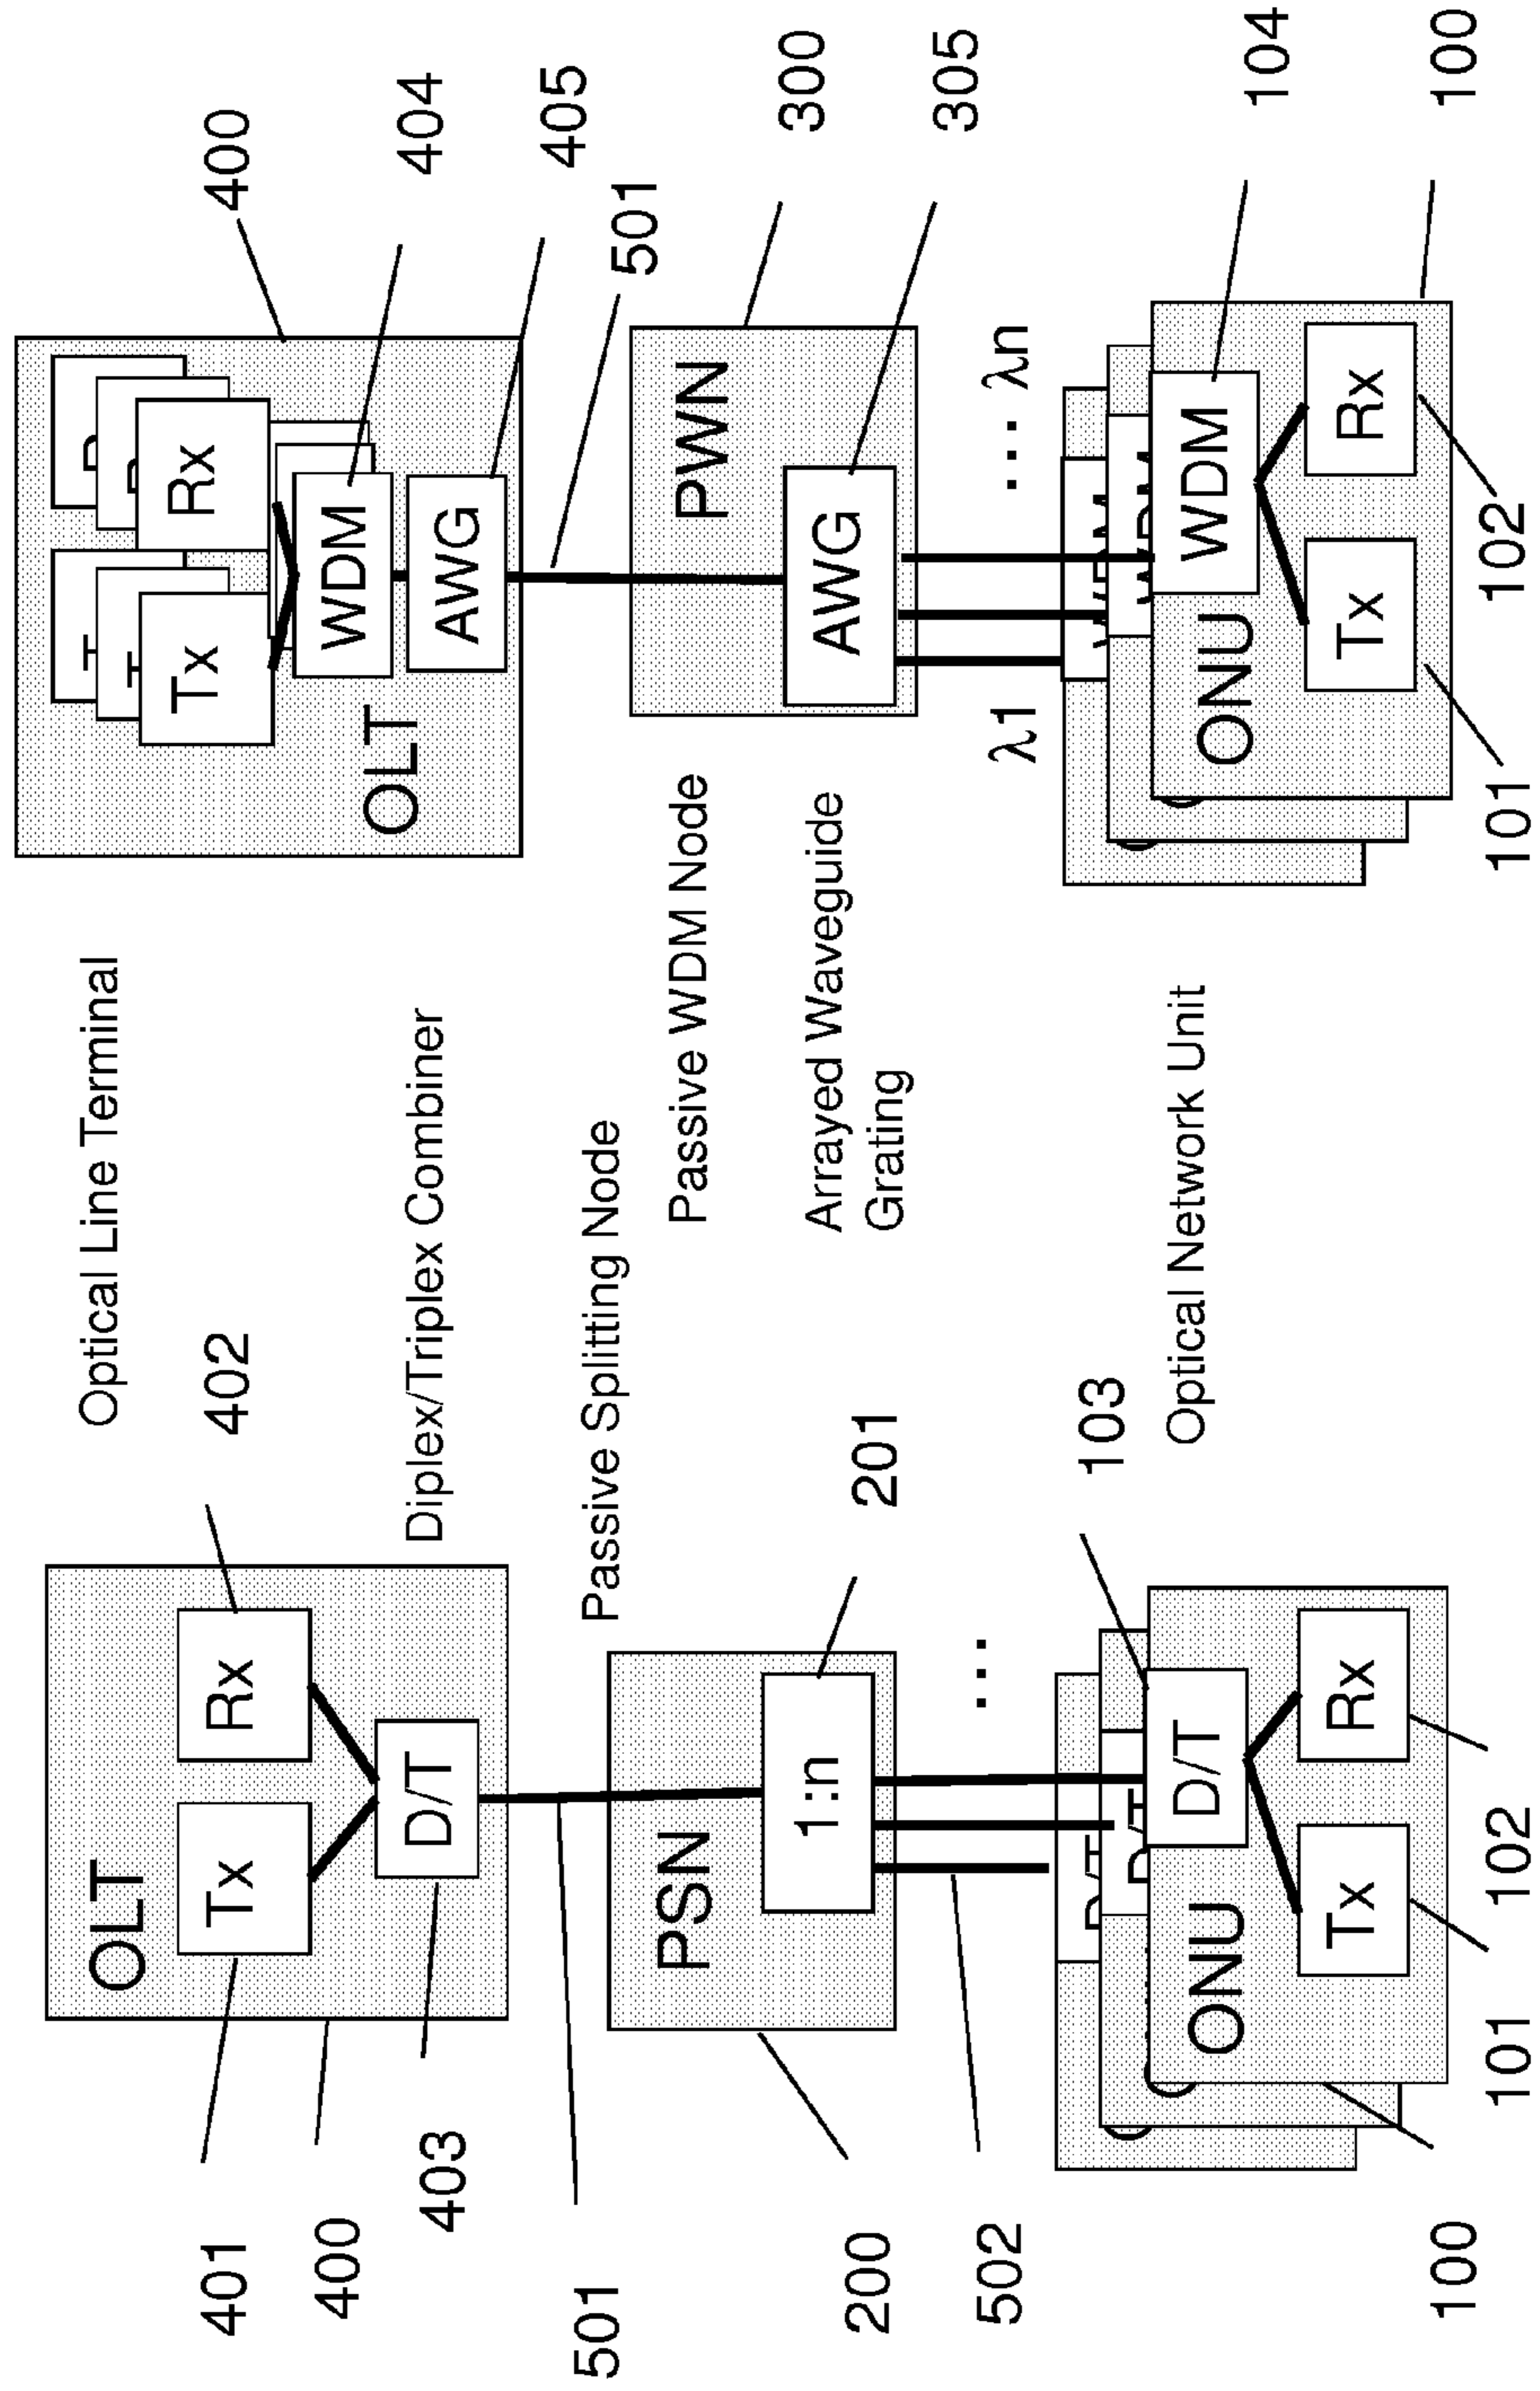 OLT
Tx
Rx
D/T
401
400
403
402
501
PSN
1:n
200
201
502
...
103
D/T
ONU
Tx
Rx
100
101
102
Optical Line Terminal
Diplex/Triplex Combiner
Passive Splitting Node
Passive WDM Node
Arrayed Waveguide
Grating
Optical Network Unit
Tx
Rx
WDM
OLT
AWG
400
404
405
501
PWN
AWG
300
305
λ1
... λn
WDM
ONU
Tx
Rx
104
100
101
102